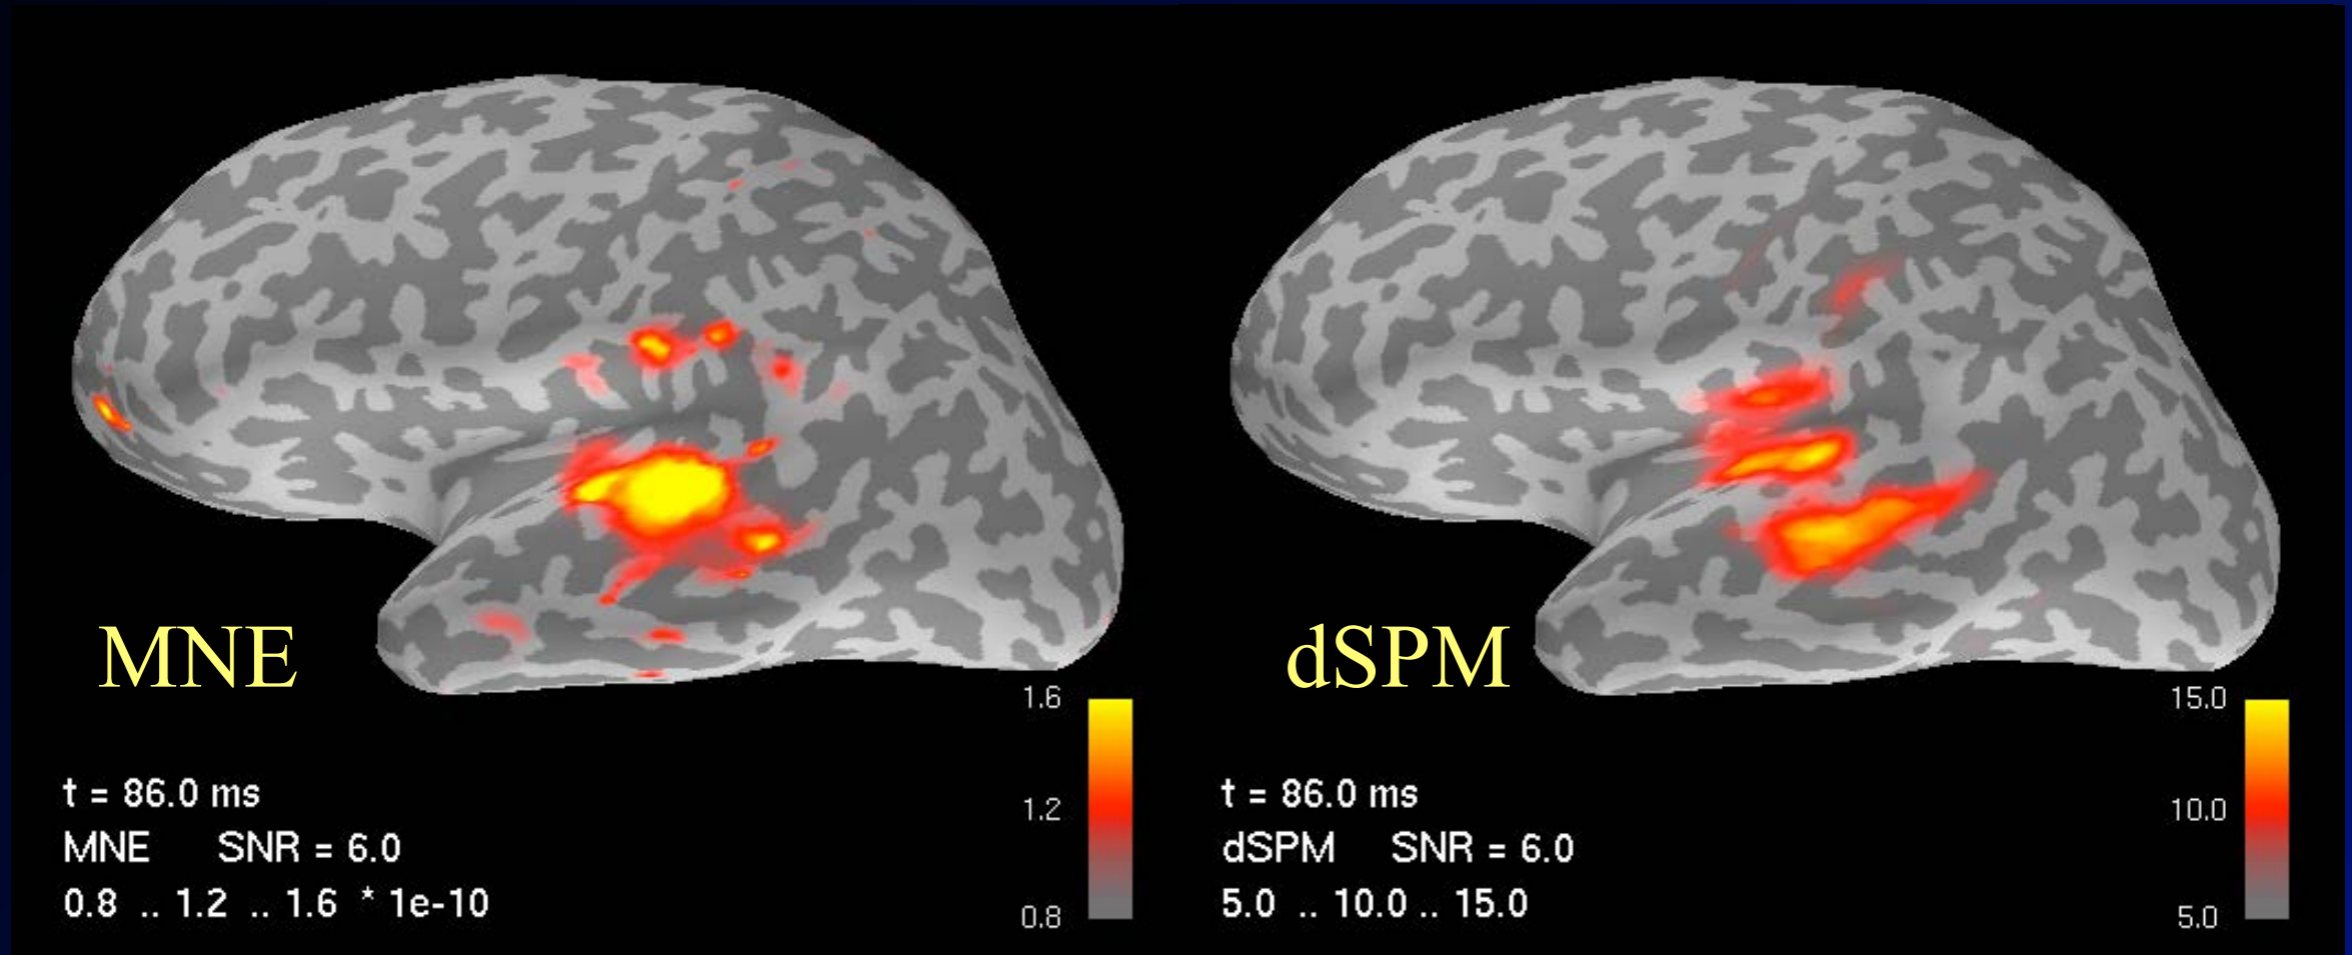 MNE
1.6
1.2
0.8
t = 86.0 ms
MNE SNR = 6.0
0.8 .. 1.2 .. 1.6 * 1e-10
dSPM
15.0
10.0
5.0
t = 86.0 ms
dSPM SNR = 6.0
5.0 .. 10.0 .. 15.0